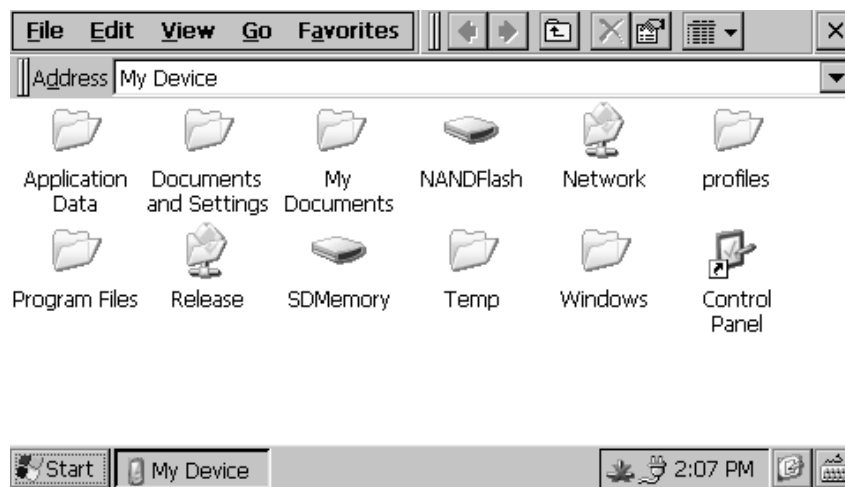 File Edit View Go Favorites
Address My Device
Application Data
Documents and Settings
My Documents
NANDFlash
Network
profiles
Program Files
Release
SDMemory
Temp
Windows
Control Panel
Start My Device 2:07 PM